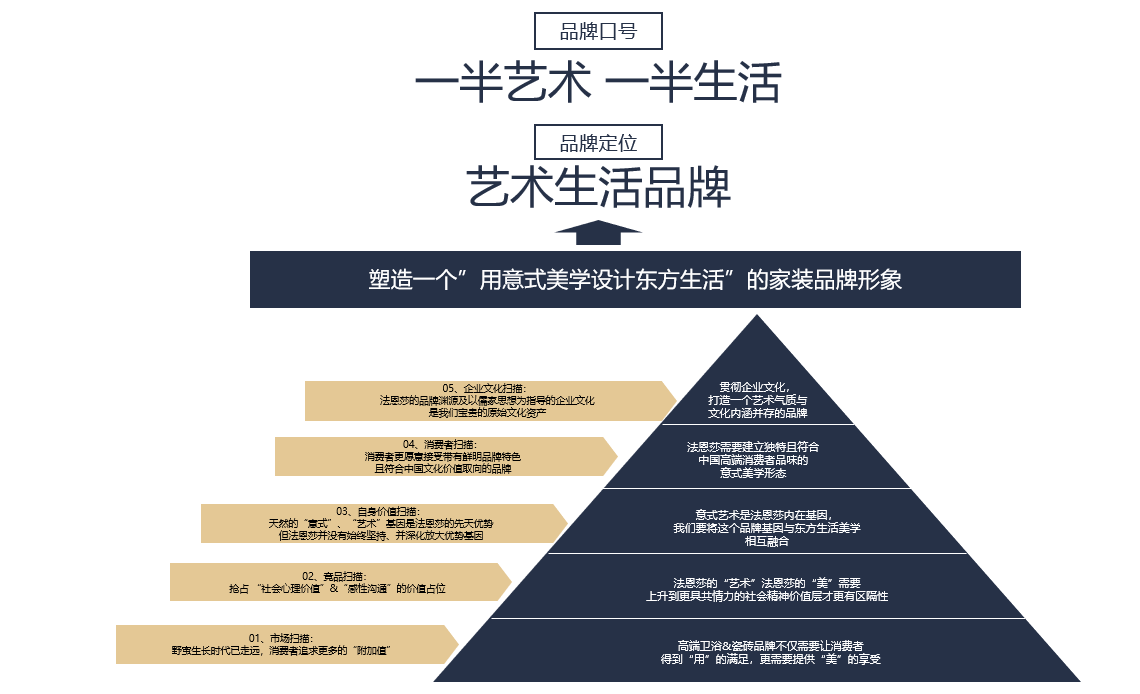 品牌口号
一半艺术 一半生活
品牌定位
艺术生活品牌
塑造一个”用意式美学设计东方生活”的家装品牌形象
05、企业文化扫描：
法恩莎的品牌渊源及以儒家思想为指导的企业文化
是我们宝贵的原始文化资产
贯彻企业文化，
打造一个艺术气质与
文化内涵并存的品牌
04、消费者扫描：
消费者更愿意接受带有鲜明品牌特色
且符合中国文化价值取向的品牌
法恩莎需要建立独特且符合
中国高端消费者品味的
意式美学形态
03、自身价值扫描：
天然的“意式”、“艺术”基因是法恩莎的先天优势
但法恩莎并没有始终坚持、并深化放大优势基因
意式艺术是法恩莎内在基因，
我们要将这个品牌基因与东方生活美学
相互融合
02、竞品扫描：
抢占 “社会心理价值”&“感性沟通”的价值占位
法恩莎的“艺术”法恩莎的“美”需要
上升到更具共情力的社会精神价值层才更有区隔性
01、市场扫描：
野蛮生长时代已走远，消费者追求更多的“附加值”
高端卫浴&瓷砖品牌不仅需要让消费者
得到“用”的满足，更需要提供“美”的享受